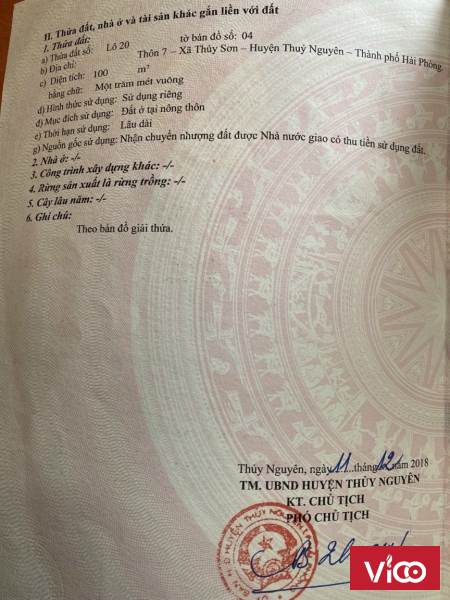 II. Thửa đất, nhà ở và tài sản khác gắn liền với đất
1. Thửa đất:
a) Thửa đất số: Lô 20 tờ bản đồ số: 04
b) Địa chỉ: Thôn 7 – Xã Thủy Sơn – Huyện Thuỷ Nguyên – Thành phố Hải Phòng.
c) Diện tích: 100 m²
bằng chữ: Một trăm mét vuông
d) Hình thức sử dụng: Sử dụng riêng
đ) Mục đích sử dụng: Đất ở tại nông thôn
e) Thời hạn sử dụng: Lâu dài
g) Nguồn gốc sử dụng: Nhận chuyển nhượng đất được Nhà nước giao có thu tiền sử dụng đất.
2. Nhà ở: -/-
3. Công trình xây dựng khác: -/-
4. Rừng sản xuất là rừng trồng: -/-
5. Cây lâu năm: -/-
6. Ghi chú:
Theo bản đồ giải thửa.
Thủy Nguyên, ngày 11 tháng 12 năm 2018
TM. UBND HUYỆN THỦY NGUYÊN
KT. CHỦ TỊCH
PHÓ CHỦ TỊCH
VICO